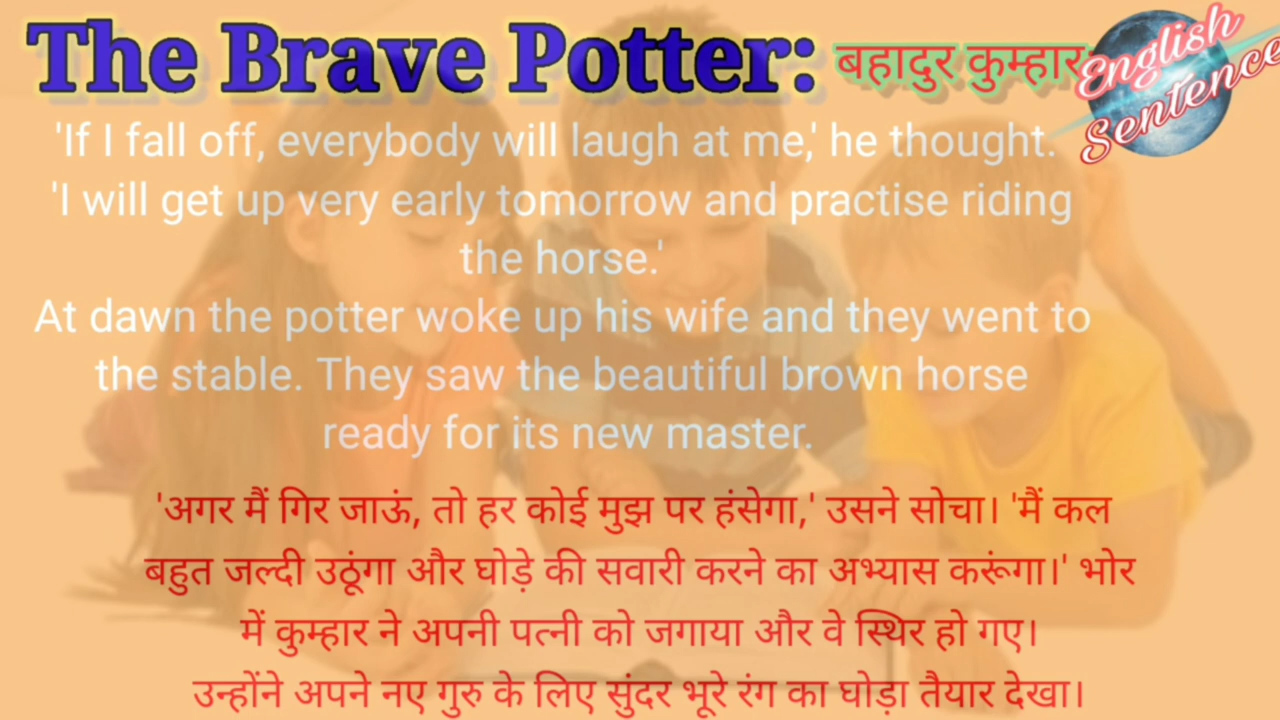 The Brave Potter: बहादुर कुम्हार
English
Sentence
'If I fall off, everybody will laugh at me,' he thought.
'I will get up very early tomorrow and practise riding
the horse.'
At dawn the potter woke up his wife and they went to
the stable. They saw the beautiful brown horse
ready for its new master.
'अगर मैं गिर जाऊं, तो हर कोई मुझ पर हंसेगा,' उसने सोचा। 'मैं कल
बहुत जल्दी उठूंगा और घोड़े की सवारी करने का अभ्यास करूंगा।' भोर
में कुम्हार ने अपनी पत्नी को जगाया और वे स्थिर हो गए।
उन्होंने अपने नए गुरु के लिए सुंदर भूरे रंग का घोड़ा तैयार देखा।